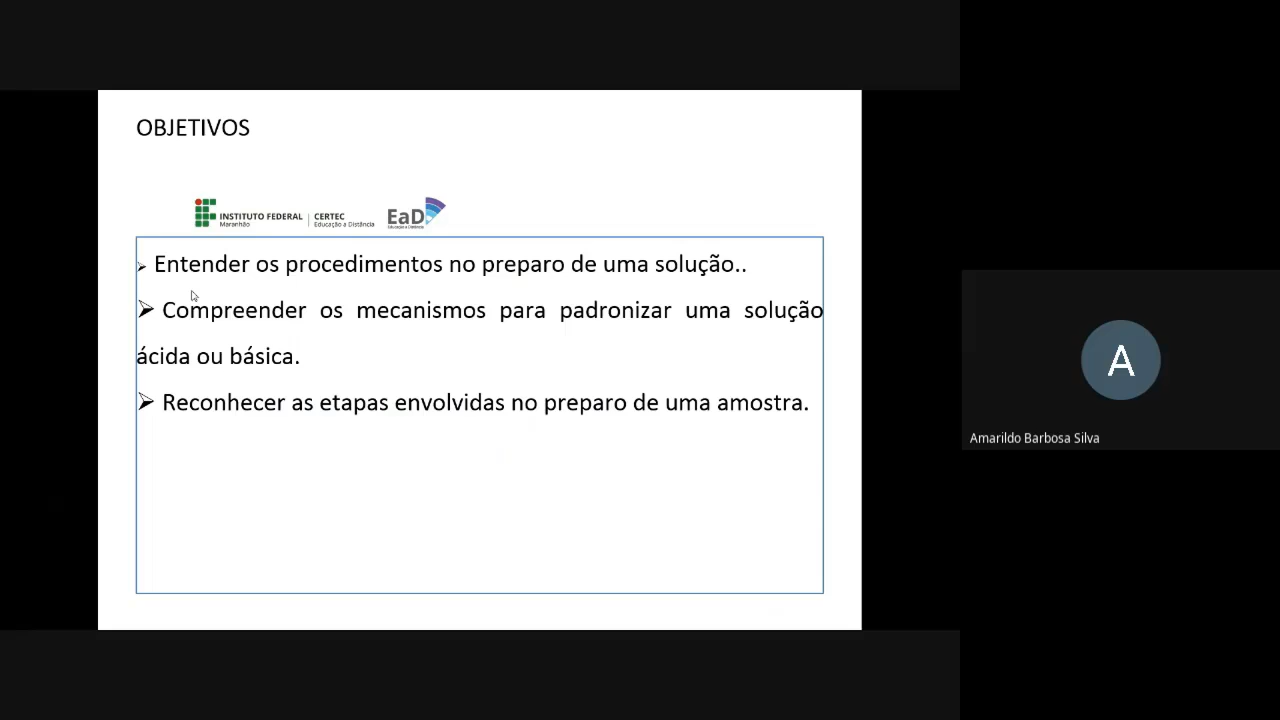 OBJETIVOS
INSTITUTO FEDERAL
Maranhão
CERTEC
Educação a Distância
EaD
Educação a Distância
➢ Entender os procedimentos no preparo de uma solução..
➢ Compreender os mecanismos para padronizar uma solução
ácida ou básica.
➢ Reconhecer as etapas envolvidas no preparo de uma amostra.
A
Amarildo Barbosa Silva